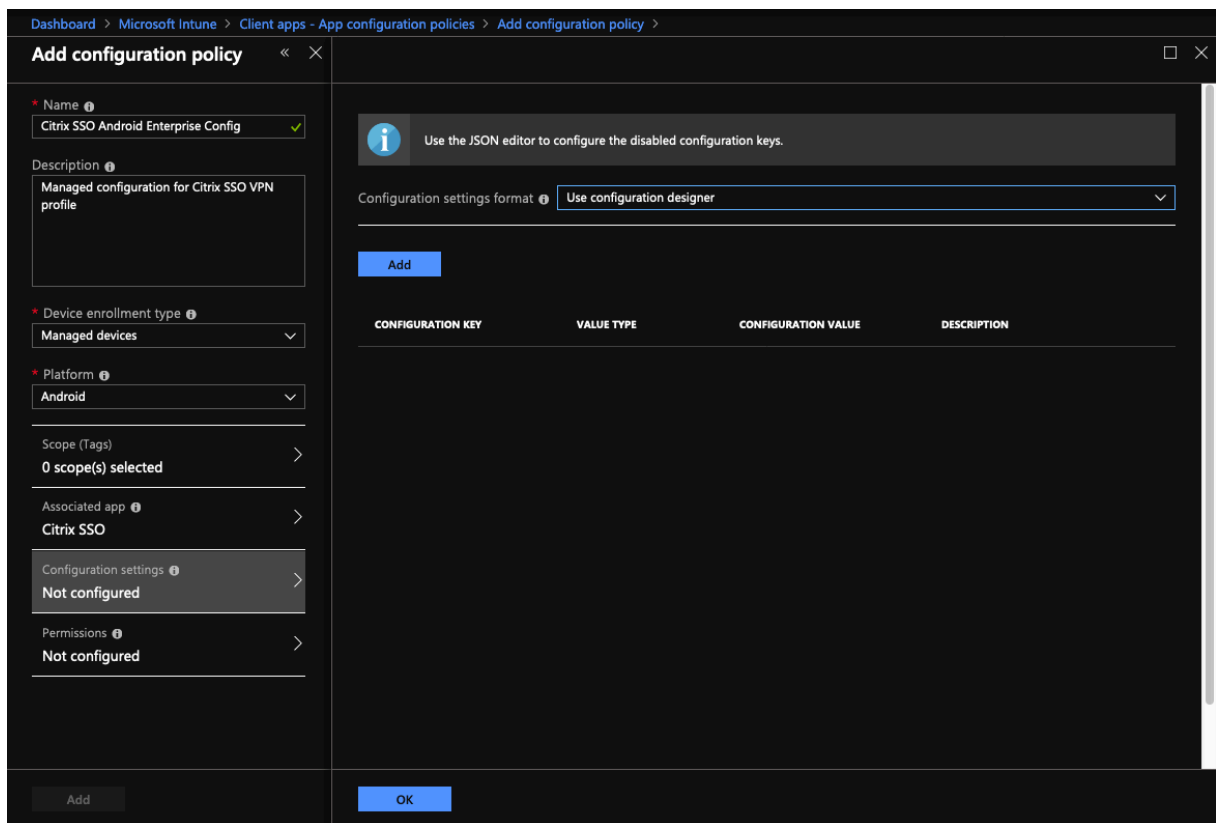 Dashboard > Microsoft Intune > Client apps - App configuration policies > Add configuration policy >
Add configuration policy
* Name
Citrix SSO Android Enterprise Config
Description
Managed configuration for Citrix SSO VPN
profile
* Device enrollment type
Managed devices
* Platform
Android
Scope (Tags)
0 scope(s) selected
Associated app
Citrix SSO
Configuration settings
Not configured
Permissions
Not configured
Add
Use the JSON editor to configure the disabled configuration keys.
Configuration settings format Use configuration designer
Add
CONFIGURATION KEY VALUE TYPE CONFIGURATION VALUE DESCRIPTION
OK